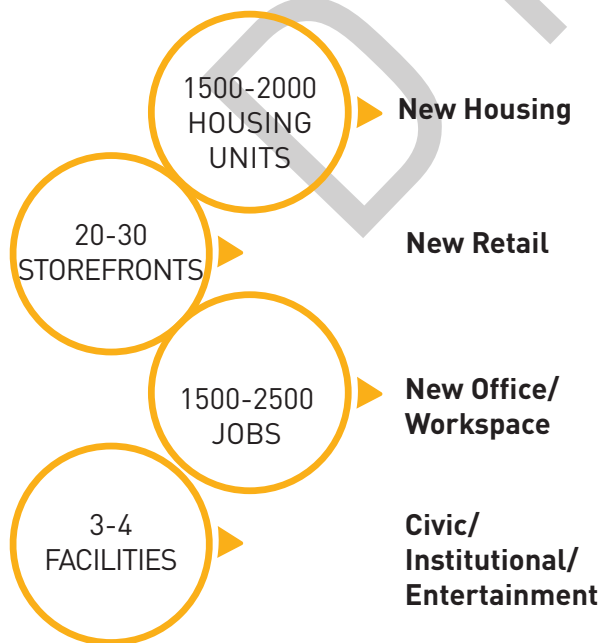 1500-2000
HOUSING
UNITS
New Housing
20-30
STOREFRONTS
New Retail
1500-2500
JOBS
New Office/
Workspace
3-4
FACILITIES
Civic/
Institutional/
Entertainment